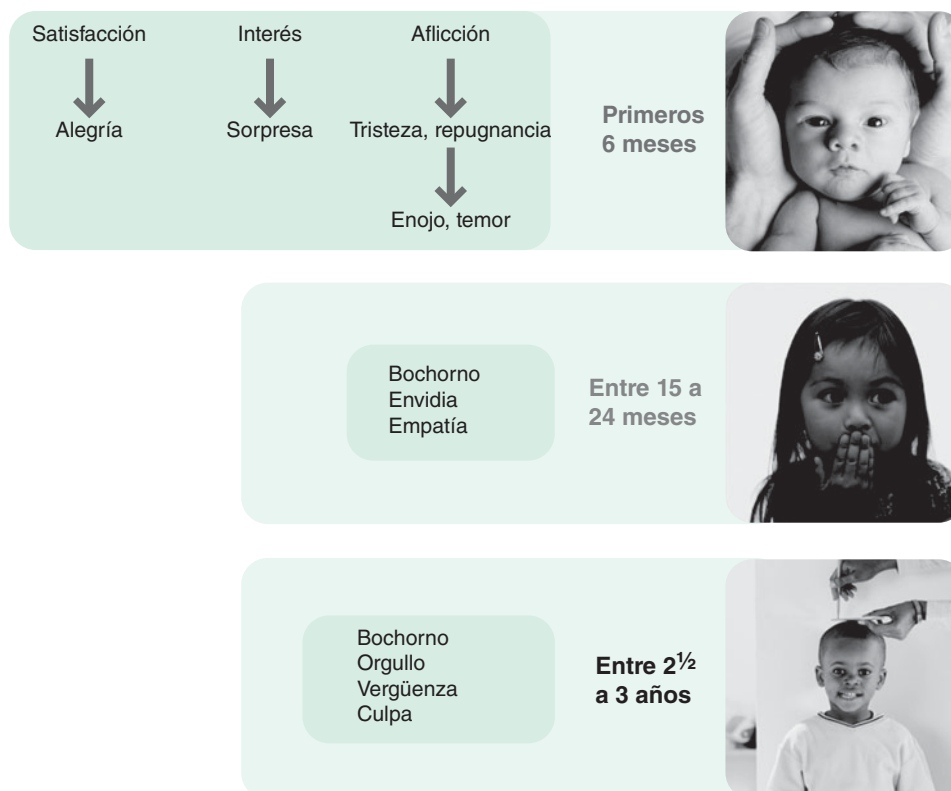 Satisfacción Interés Aflicción
Alegría Sorpresa Tristeza, repugnancia
Enojo, temor
Primeros
6 meses
Bochorno
Envidia
Empatía
Entre 15 a
24 meses
Bochorno
Orgullo
Vergüenza
Culpa
Entre 2½
a 3 años